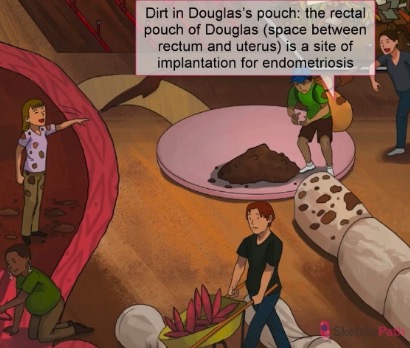 Dirt in Douglas's pouch: the rectal
pouch of Douglas (space between
rectum and uterus) is a site of
implantation for endometriosis
SketchyPath